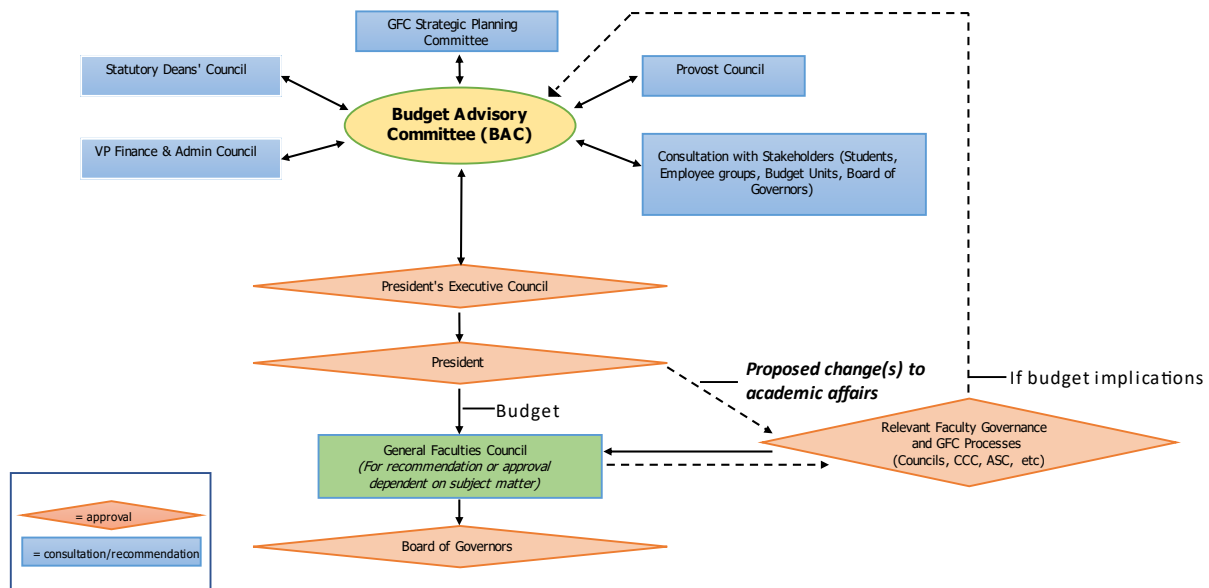 GFC Strategic Planning
Committee
Statutory Deans' Council
Provost Council
Budget Advisory
Committee (BAC)
VP Finance & Admin Council
Consultation with Stakeholders (Students,
Employee groups, Budget Units, Board of
Governors)
President's Executive Council
President
Proposed change(s) to
academic affairs
If budget implications
Budget
Relevant Faculty Governance
and GFC Processes
(Councils, CCC, ASC, etc)
General Faculties Council
(For recommendation or approval
dependent on subject matter)
= approval
Board of Governors
= consultation/recommendation